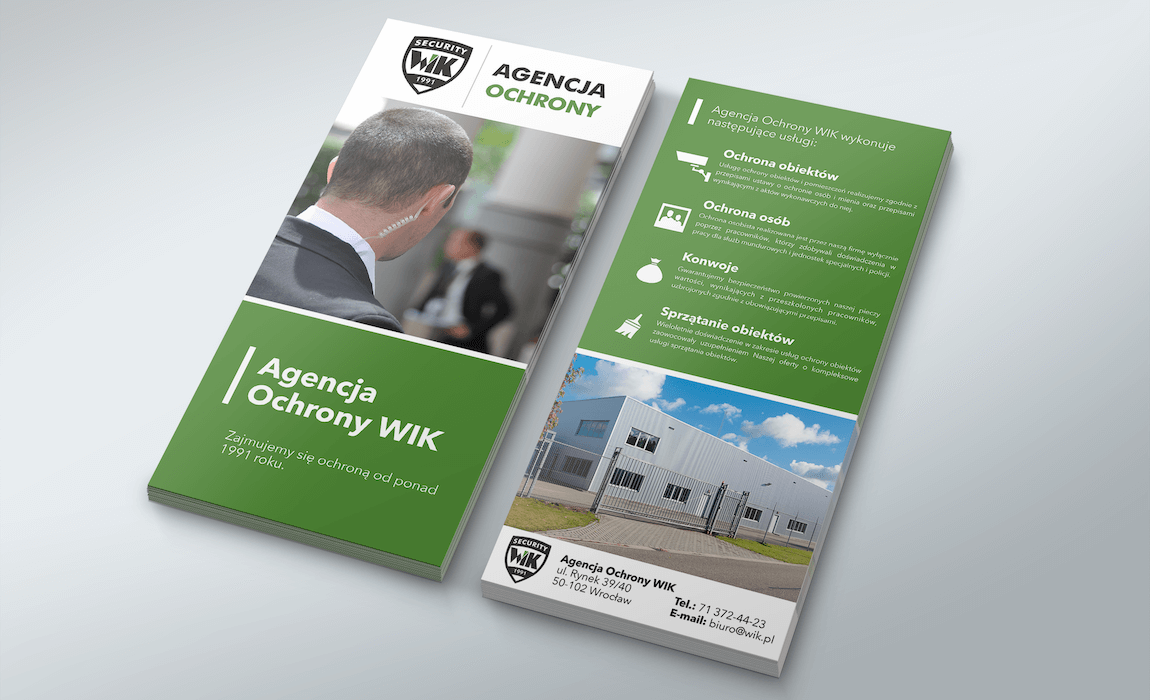 SECURITY
WIK
1991
AGENCJA
OCHRONY
Agencja
Ochrony WIK
Zajmujemy się ochroną od ponad
1991 roku.
Agencja Ochrony WIK wykonuje
następujące usługi:
Ochrona obiektów
Usługę ochrony obiektów i pomieszczeń realizujemy zgodnie z
przepisami ustawy o ochronie osób i mienia oraz przepisami
wynikającymi z aktów wykonawczych do niej.
Ochrona osób
Ochrona osobista realizowana jest przez naszą firmę wyłącznie
poprzez pracowników, którzy zdobywali doświadczenia w
pracy dla służb mundurowych i jednostek specjalnych i policji.
Konwoje
Gwarantujemy bezpieczeństwo powierzonych naszej pieczy
wartości, wynikających z przeszkolonych pracowników,
uzbrojonych zgodnie z obowiązującymi przepisami.
Sprzątanie obiektów
Wieloletnie doświadczenie w zakresie usług ochrony obiektów
zaowocowały uzupełnieniem Naszej oferty o kompleksowe
usługi sprzątania obiektów.
SECURITY
WIK
1991
Agencja Ochrony WIK
ul. Rynek 39/40
50-102 Wrocław
Tel.: 71 372-44-23
E-mail: biuro@wik.pl